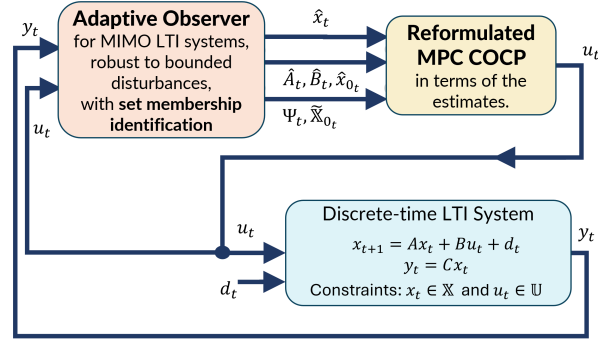 y_t
Adaptive Observer
for MIMO LTI systems,
robust to bounded
disturbances,
with set membership
identification
u_t
x̂_t
Â_t, B̂_t, x̂_{0_t}
Ψ_t, 𝕏̃_{0_t}
Reformulated
MPC COCP
in terms of the
estimates.
u_t
u_t
d_t
Discrete-time LTI System
x_{t+1} = Ax_t + Bu_t + d_t
y_t = Cx_t
Constraints: x_t ∈ 𝕏 and u_t ∈ 𝕌
y_t